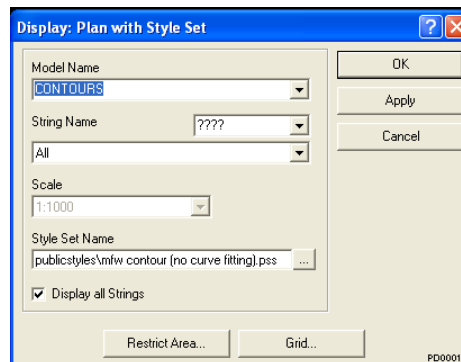 Display: Plan with Style Set
Model Name
CONTOURS
OK
Apply
Cancel
String Name
????
All
Scale
1:1000
Style Set Name
publicstyles\mfw contour (no curve fitting).pss
...
Display all Strings
Restrict Area...
Grid...
PD0001